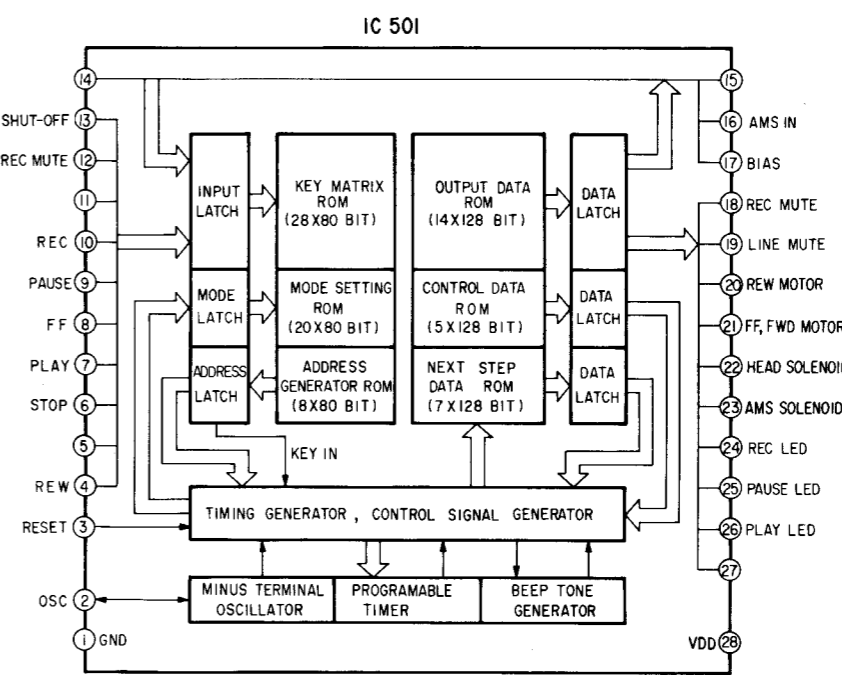 IC 501
14
SHUT-OFF 13
REC MUTE 12
11
REC 10
PAUSE 9
FF 8
PLAY 7
STOP 6
5
REW 4
RESET 3
OSC 2
1 GND
INPUT
LATCH
MODE
LATCH
ADDRESS
LATCH
KEY MATRIX
ROM
(28X80 BIT)
MODE SETTING
ROM
(20X80 BIT)
ADDRESS
GENERATOR ROM
(8X80 BIT)
OUTPUT DATA
ROM
(14X128 BIT)
CONTROL DATA
ROM
(5X128 BIT)
NEXT STEP
DATA ROM
(7X128 BIT)
DATA
LATCH
DATA
LATCH
DATA
LATCH
KEY IN
TIMING GENERATOR, CONTROL SIGNAL GENERATOR
MINUS TERMINAL
OSCILLATOR
PROGRAMABLE
TIMER
BEEP TONE
GENERATOR
15
16 AMS IN
17 BIAS
18 REC MUTE
19 LINE MUTE
20 REW MOTOR
21 FF, FWD MOTOR
22 HEAD SOLENOID
23 AMS SOLENOID
24 REC LED
25 PAUSE LED
26 PLAY LED
27
VDD 28